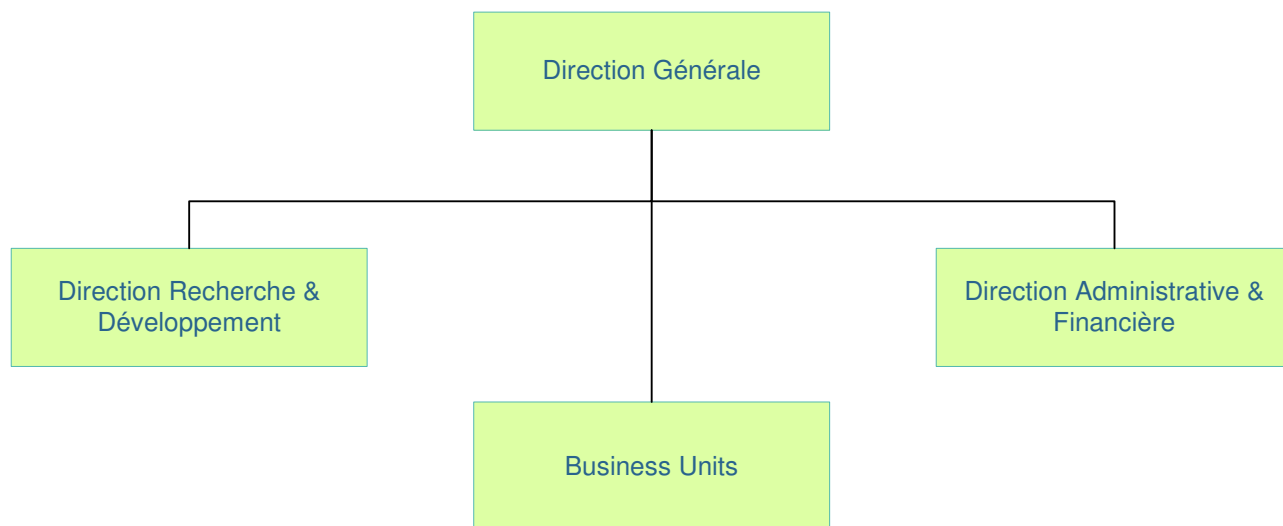 Direction Générale
Direction Recherche &
Développement
Direction Administrative &
Financière
Business Units